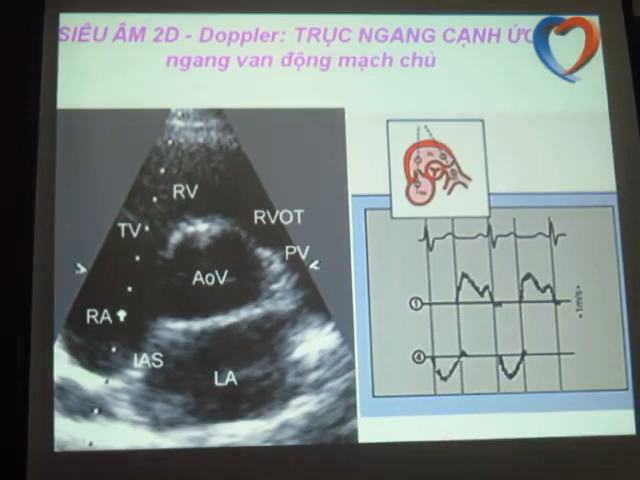 SIÊU ÂM 2D - Doppler: TRỤC NGANG CẠNH ỨC
ngang van động mạch chủ
RV
TV
RVOT
PV
AoV
RA
IAS
LA
1
4
1m/s